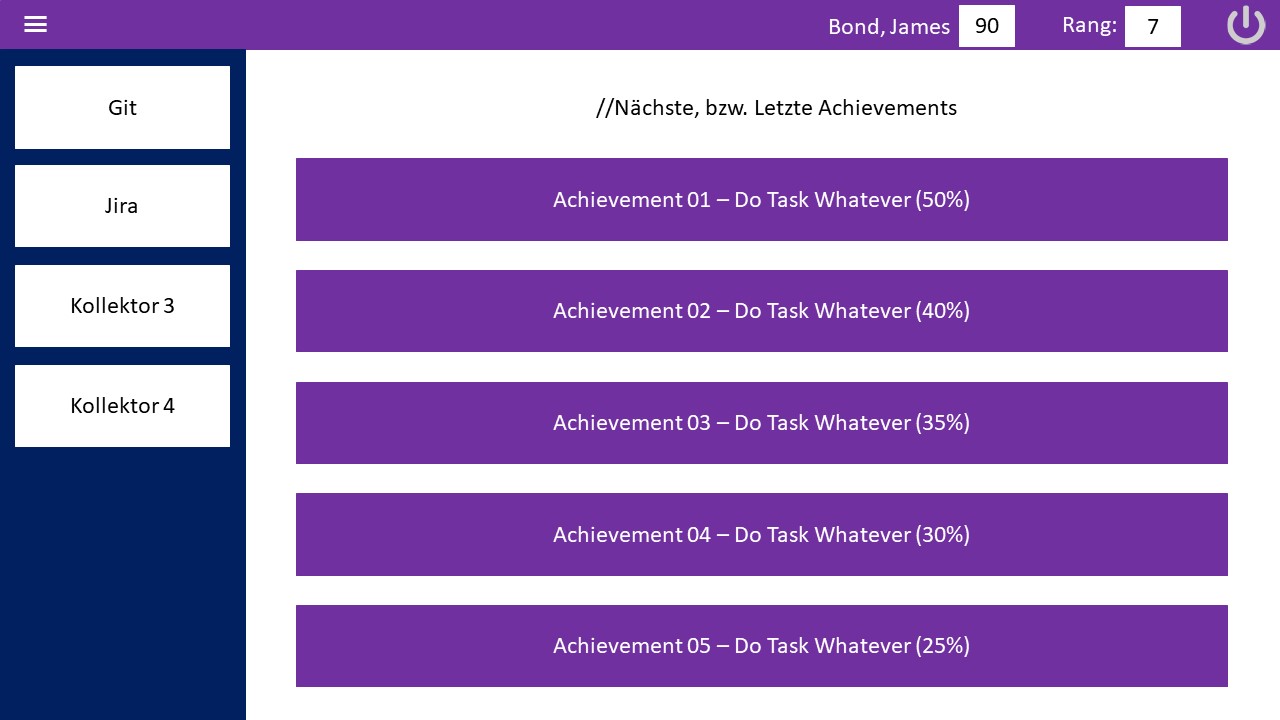 Bond, James 90 Rang: 7
Git
Jira
Kollektor 3
Kollektor 4
//Nächste, bzw. Letzte Achievements
Achievement 01 – Do Task Whatever (50%)
Achievement 02 – Do Task Whatever (40%)
Achievement 03 – Do Task Whatever (35%)
Achievement 04 – Do Task Whatever (30%)
Achievement 05 – Do Task Whatever (25%)